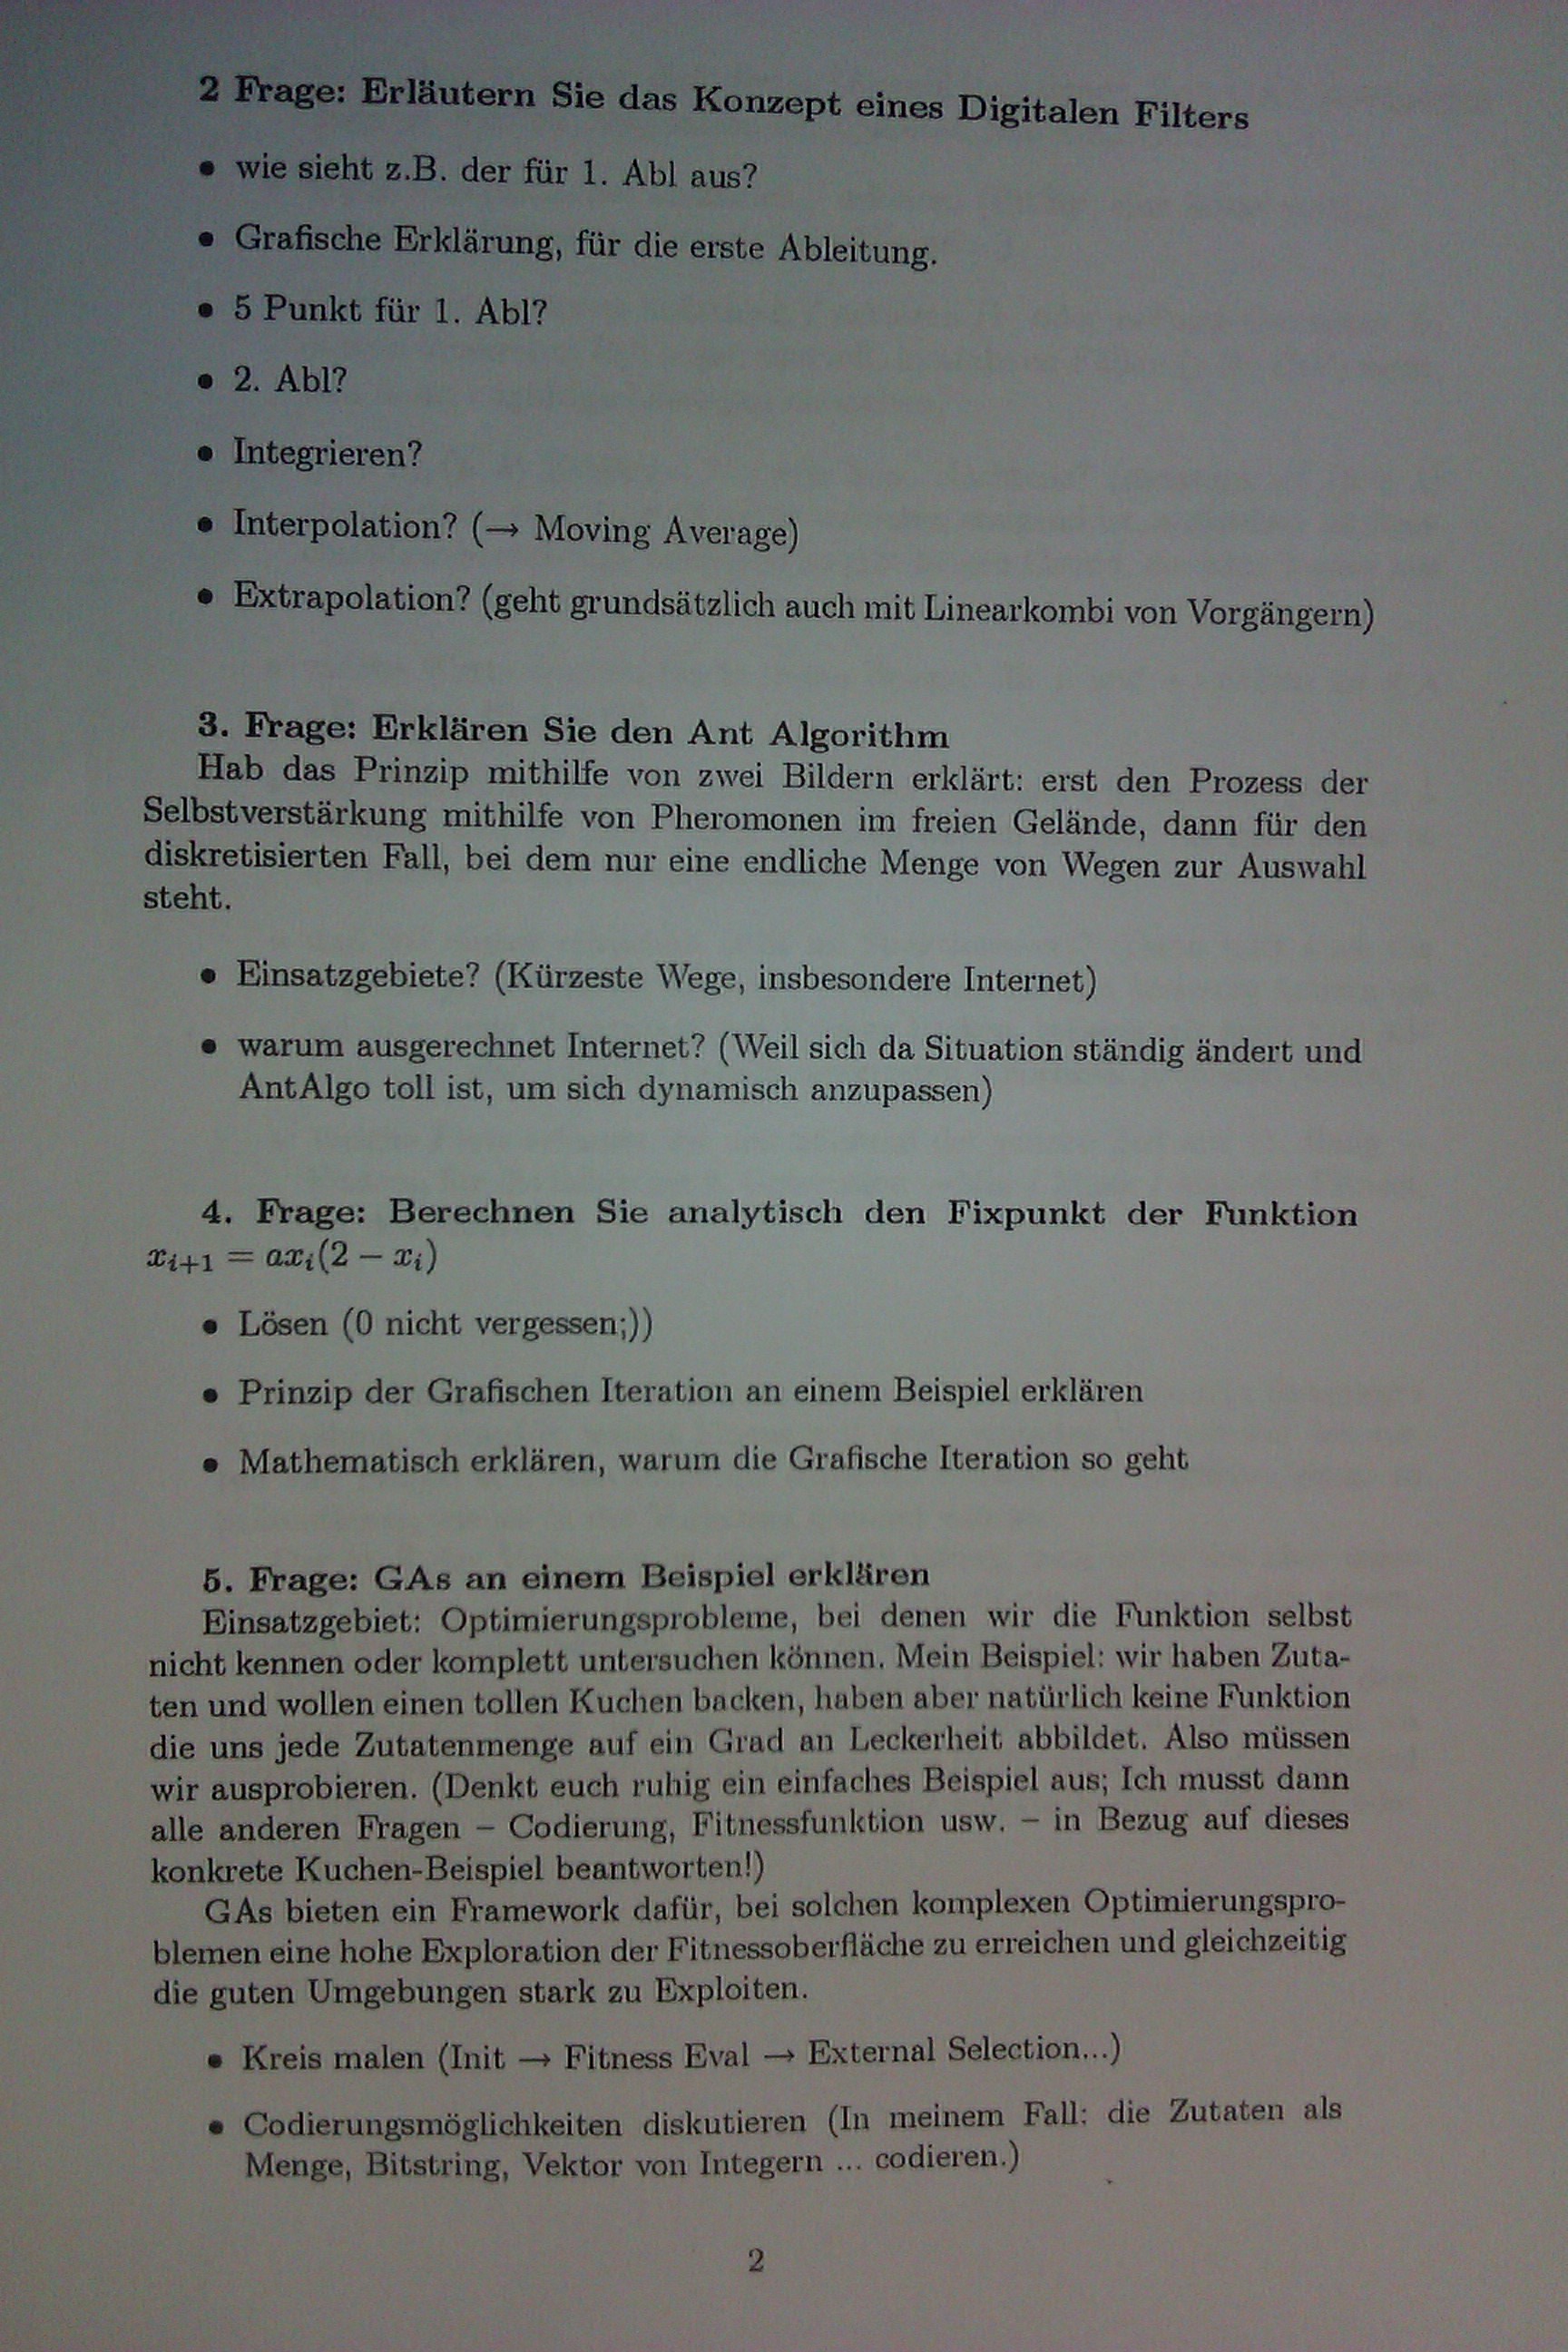 2 Frage: Erläutern Sie das Konzept eines Digitalen Filters
• wie sieht z.B. der für 1. Abl aus?
• Grafische Erklärung, für die erste Ableitung.
• 5 Punkt für 1. Abl?
• 2. Abl?
• Integrieren?
• Interpolation? (→ Moving Average)
• Extrapolation? (geht grundsätzlich auch mit Linearkombi von Vorgängern)
3. Frage: Erklären Sie den Ant Algorithm
Hab das Prinzip mithilfe von zwei Bildern erklärt: erst den Prozess der
Selbstverstärkung mithilfe von Pheromonen im freien Gelände, dann für den
diskretisierten Fall, bei dem nur eine endliche Menge von Wegen zur Auswahl
steht.
• Einsatzgebiete? (Kürzeste Wege, insbesondere Internet)
• warum ausgerechnet Internet? (Weil sich da Situation ständig ändert und
AntAlgo toll ist, um sich dynamisch anzupassen)
4. Frage: Berechnen Sie analytisch den Fixpunkt der Funktion
xᵢ₊₁ = axᵢ(2 − xᵢ)
• Lösen (0 nicht vergessen;))
• Prinzip der Grafischen Iteration an einem Beispiel erklären
• Mathematisch erklären, warum die Grafische Iteration so geht
5. Frage: GAs an einem Beispiel erklären
Einsatzgebiet: Optimierungsprobleme, bei denen wir die Funktion selbst
nicht kennen oder komplett untersuchen können. Mein Beispiel: wir haben Zuta-
ten und wollen einen tollen Kuchen backen, haben aber natürlich keine Funktion
die uns jede Zutatenmenge auf ein Grad an Leckerheit abbildet. Also müssen
wir ausprobieren. (Denkt euch ruhig ein einfaches Beispiel aus; Ich musst dann
alle anderen Fragen – Codierung, Fitnessfunktion usw. – in Bezug auf dieses
konkrete Kuchen-Beispiel beantworten!)
GAs bieten ein Framework dafür, bei solchen komplexen Optimierungspro-
blemen eine hohe Exploration der Fitnessoberfläche zu erreichen und gleichzeitig
die guten Umgebungen stark zu Exploiten.
• Kreis malen (Init → Fitness Eval → External Selection...)
• Codierungsmöglichkeiten diskutieren (In meinem Fall: die Zutaten als
Menge, Bitstring, Vektor von Integern ... codieren.)
2